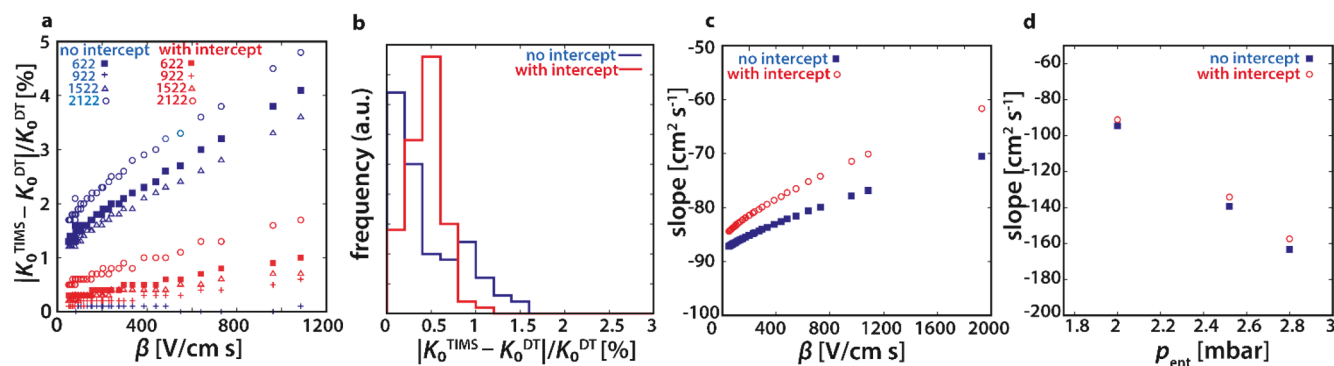 a
no intercept with intercept
622 622
922 922
1522 1522
2122 2122
|K₀ᵀᴵᴹˢ – K₀ᴰᵀ|/K₀ᴰᵀ [%]
5
4
3
2
1
0
0 400 800 1200
β [V/cm s]
b
no intercept
with intercept
frequency (a.u.)
0 0.5 1 1.5 2 2.5 3
|K₀ᵀᴵᴹˢ – K₀ᴰᵀ|/K₀ᴰᵀ [%]
c
no intercept
with intercept
slope [cm² s⁻¹]
-50
-60
-70
-80
-90
-100
0 400 800 1200 1600 2000
β [V/cm s]
d
no intercept
with intercept
slope [cm² s⁻¹]
-60
-80
-100
-120
-140
-160
-180
-200
1.8 2 2.2 2.4 2.6 2.8 3
p_ent [mbar]